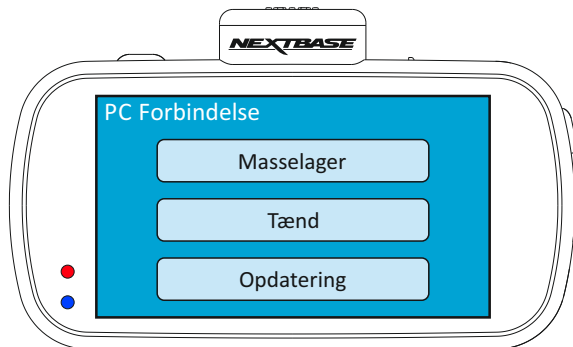 NEXTBASE
PC Forbindelse
Masselager
Tænd
Opdatering